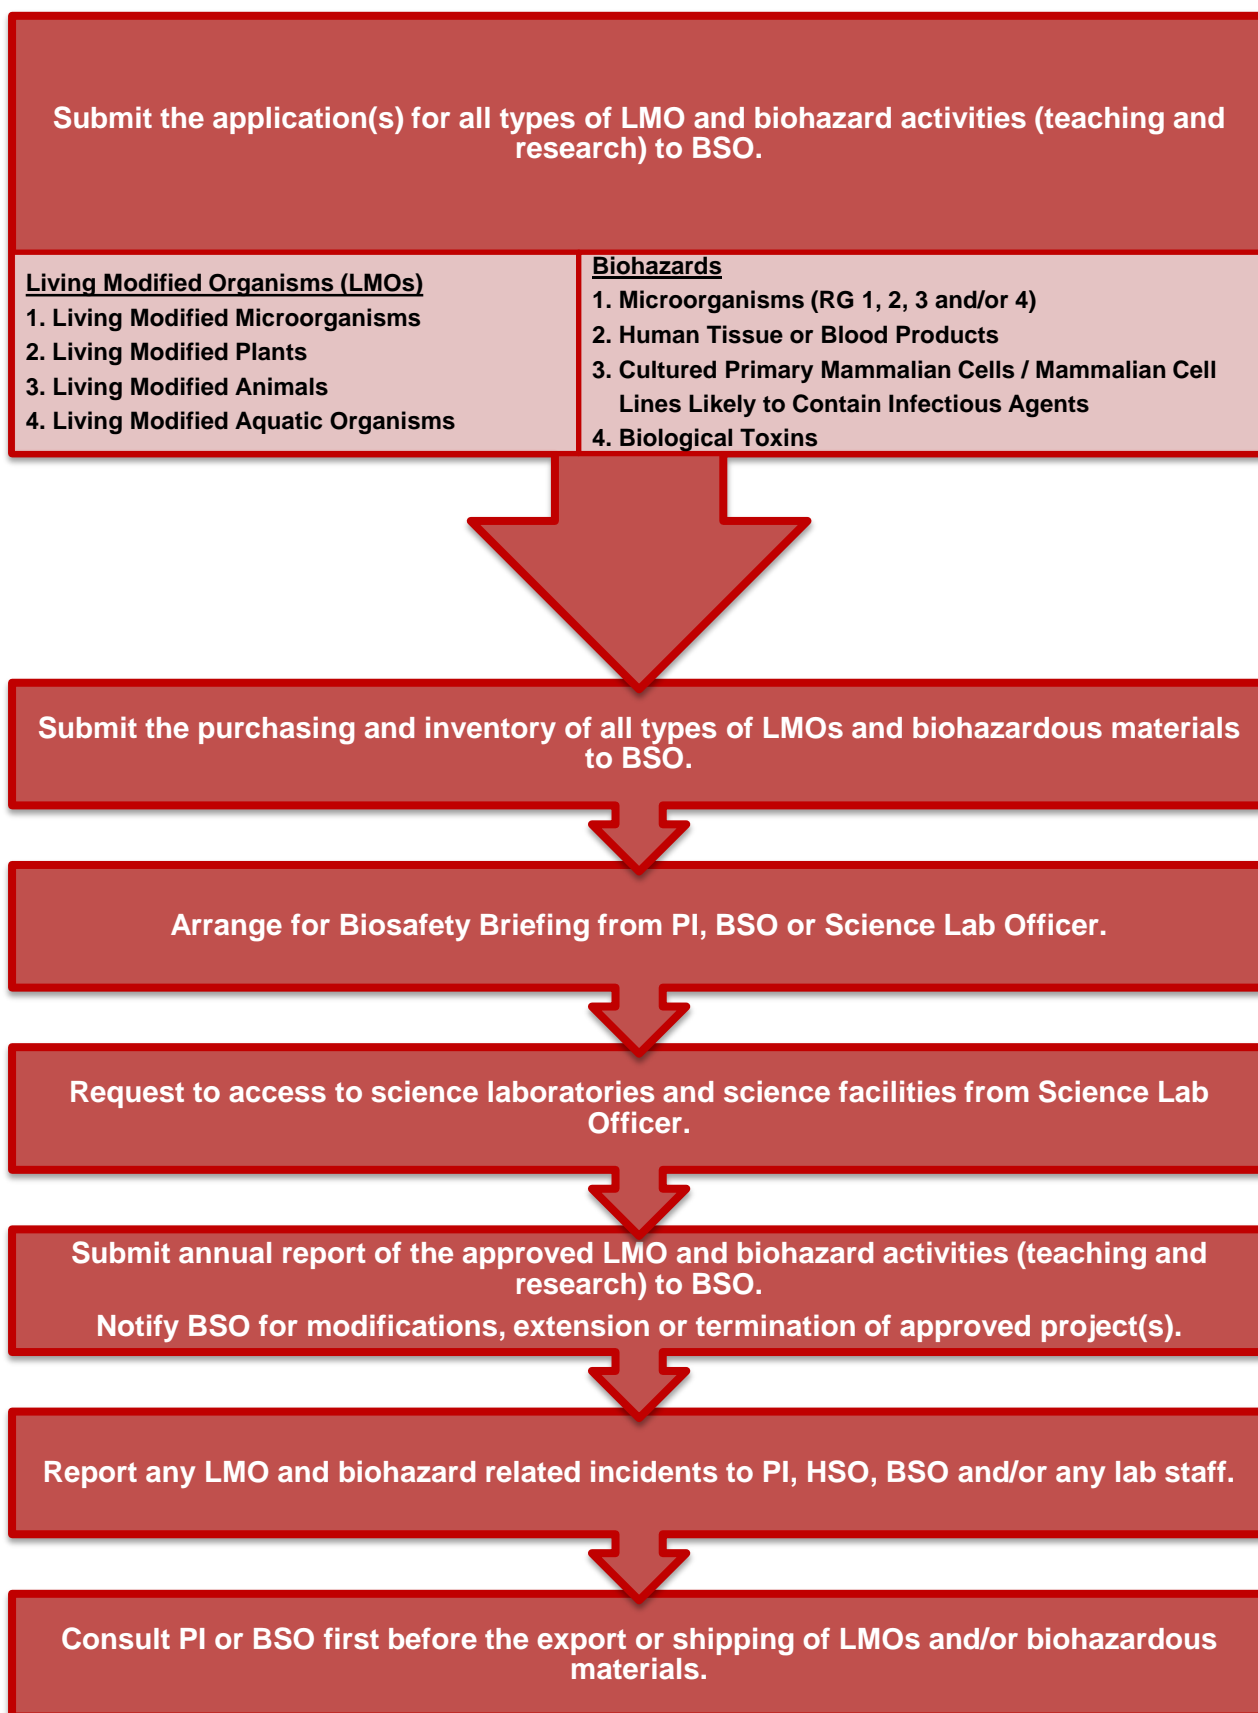 Submit the application(s) for all types of LMO and biohazard activities (teaching and
research) to BSO.
Living Modified Organisms (LMOs)
1. Living Modified Microorganisms
2. Living Modified Plants
3. Living Modified Animals
4. Living Modified Aquatic Organisms
Biohazards
1. Microorganisms (RG 1, 2, 3 and/or 4)
2. Human Tissue or Blood Products
3. Cultured Primary Mammalian Cells / Mammalian Cell
Lines Likely to Contain Infectious Agents
4. Biological Toxins
Submit the purchasing and inventory of all types of LMOs and biohazardous materials
to BSO.
Arrange for Biosafety Briefing from PI, BSO or Science Lab Officer.
Request to access to science laboratories and science facilities from Science Lab
Officer.
Submit annual report of the approved LMO and biohazard activities (teaching and
research) to BSO.
Notify BSO for modifications, extension or termination of approved project(s).
Report any LMO and biohazard related incidents to PI, HSO, BSO and/or any lab staff.
Consult PI or BSO first before the export or shipping of LMOs and/or biohazardous
materials.